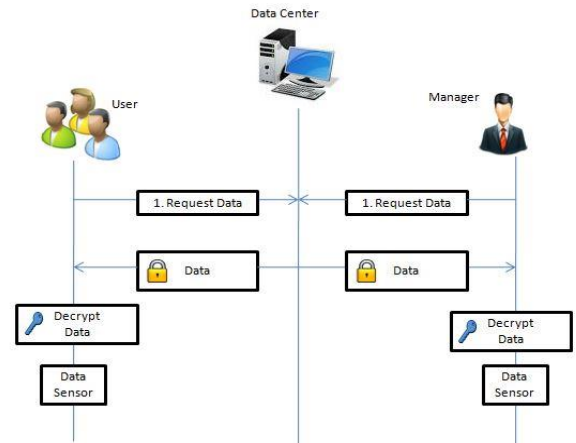 Data Center
User
Manager
1. Request Data
1. Request Data
Data
Data
Decrypt
Data
Decrypt
Data
Data
Sensor
Data
Sensor